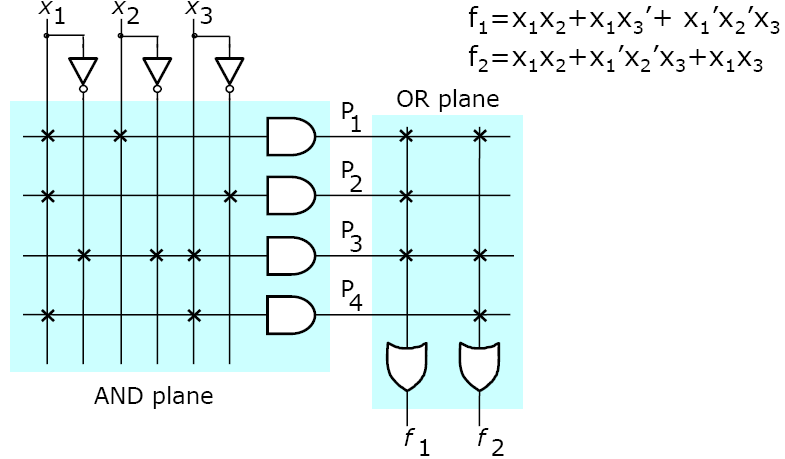 x₁ x₂ x₃
f₁=x₁x₂+x₁x₃′+ x₁′x₂′x₃
f₂=x₁x₂+x₁′x₂′x₃+x₁x₃
OR plane
P₁
P₂
P₃
P₄
AND plane
f₁ f₂